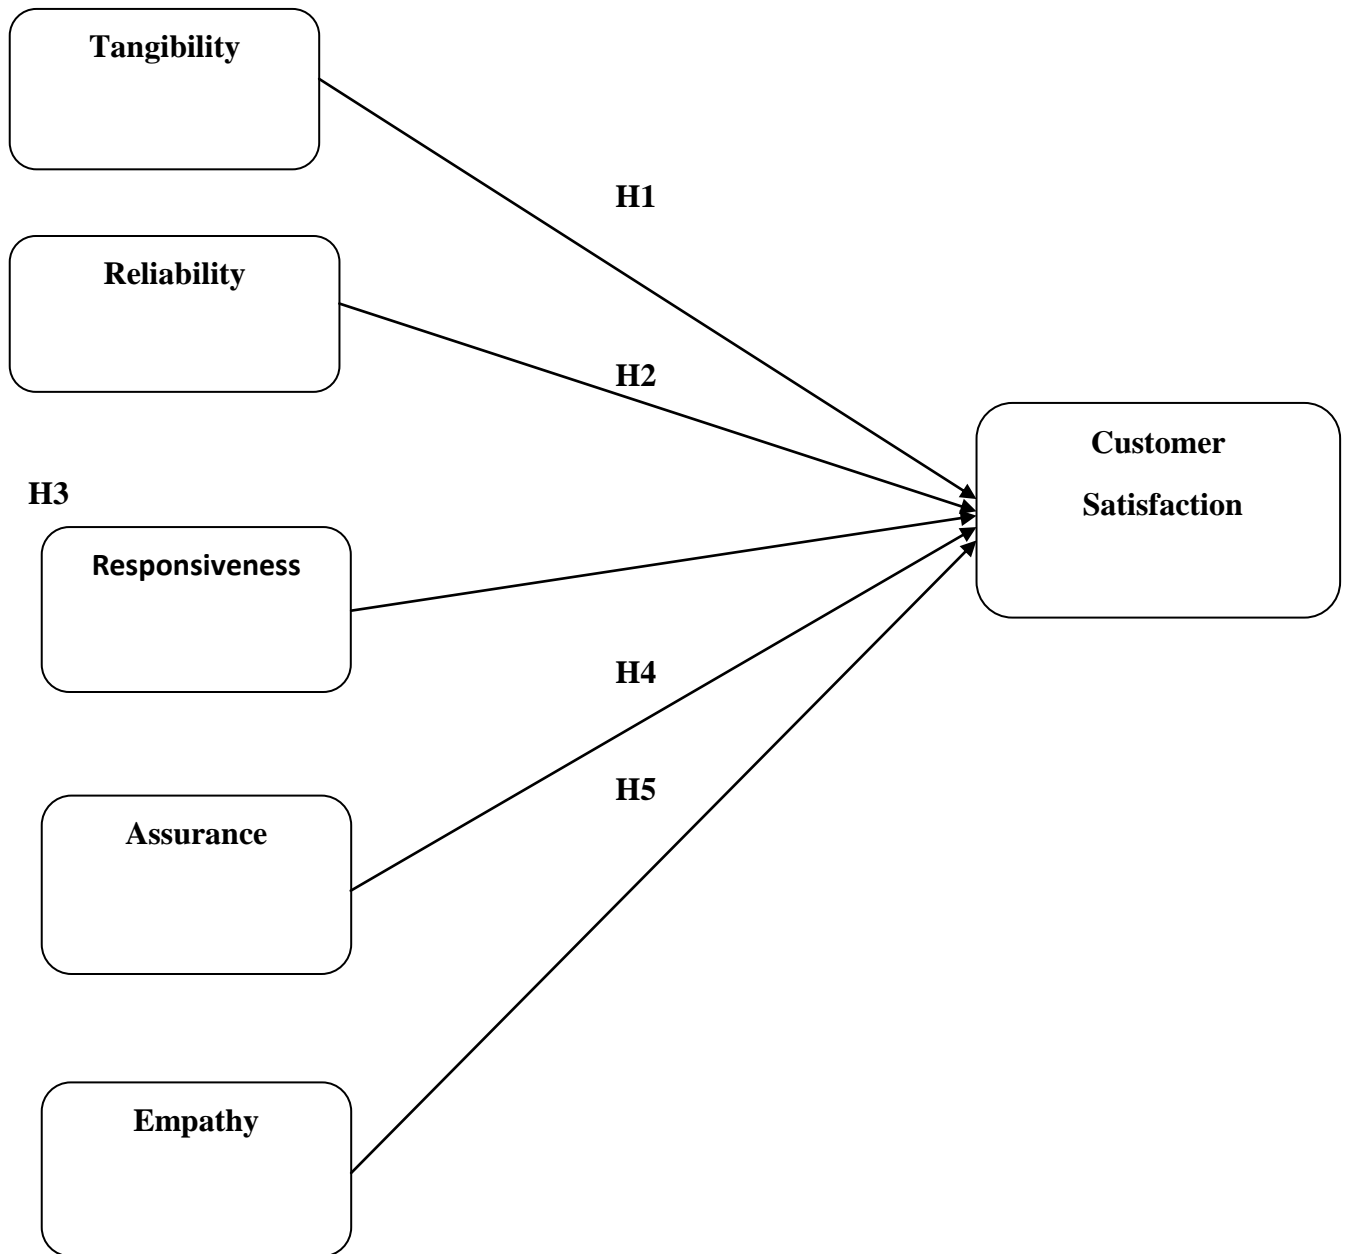 Tangibility
H1
Reliability
H2
Customer
Satisfaction
H3
Responsiveness
H4
H5
Assurance
Empathy